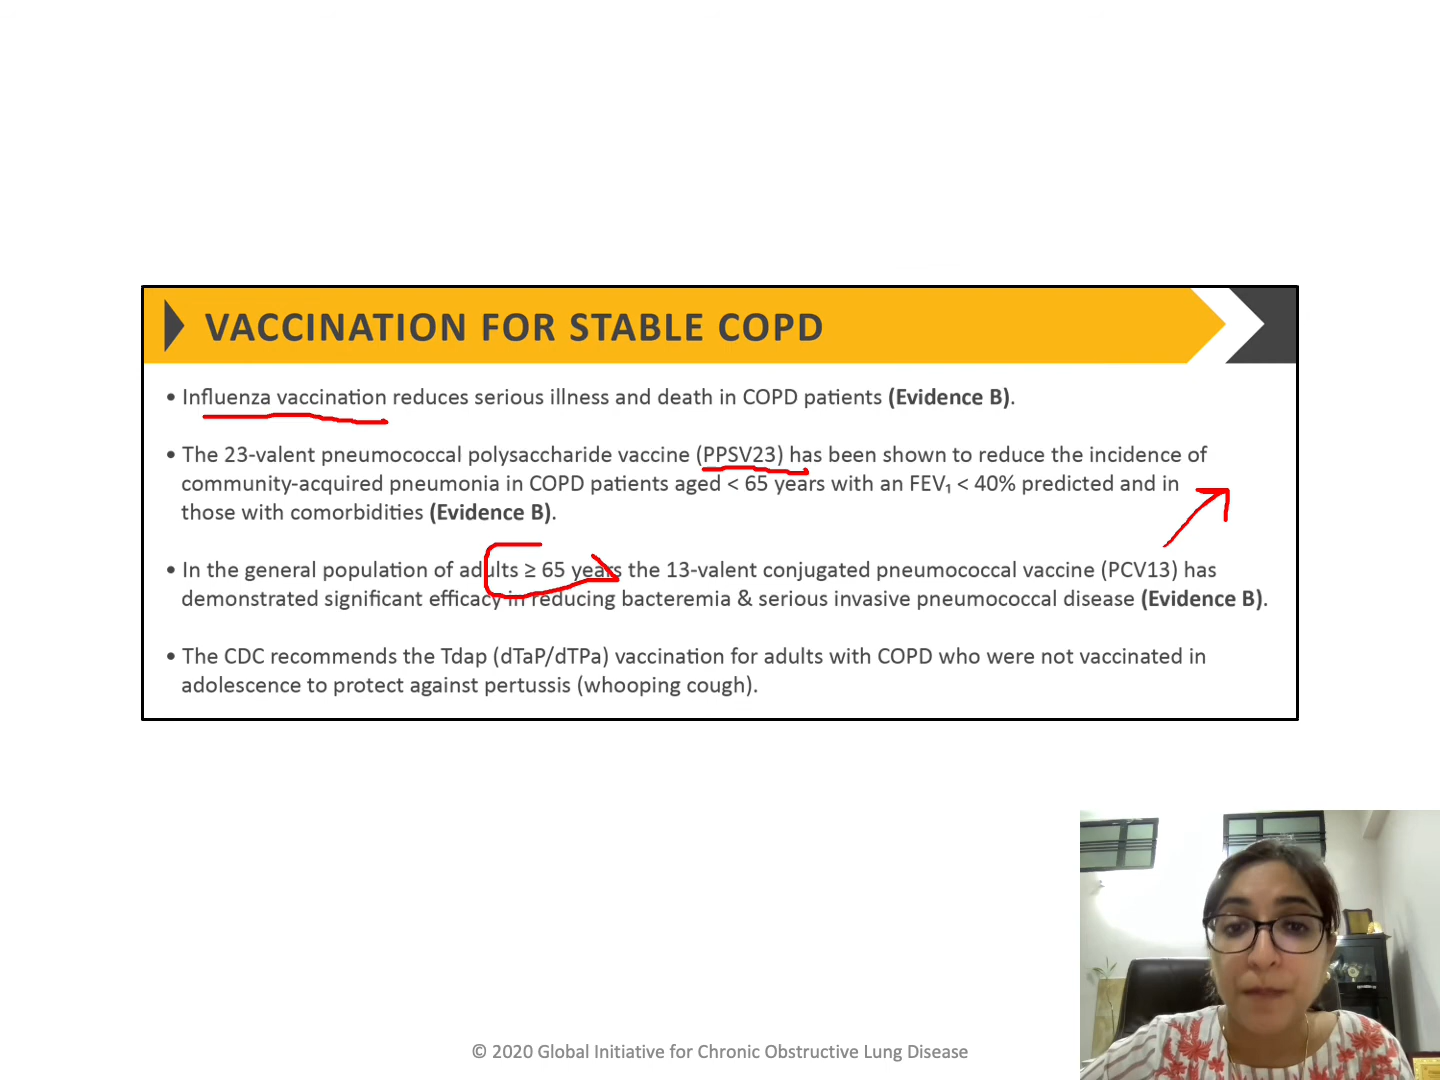 VACCINATION FOR STABLE COPD
• Influenza vaccination reduces serious illness and death in COPD patients (Evidence B).
• The 23-valent pneumococcal polysaccharide vaccine (PPSV23) has been shown to reduce the incidence of
community-acquired pneumonia in COPD patients aged < 65 years with an FEV₁ < 40% predicted and in
those with comorbidities (Evidence B).
• In the general population of adults ≥ 65 years the 13-valent conjugated pneumococcal vaccine (PCV13) has
demonstrated significant efficacy in reducing bacteremia & serious invasive pneumococcal disease (Evidence B).
• The CDC recommends the Tdap (dTaP/dTPa) vaccination for adults with COPD who were not vaccinated in
adolescence to protect against pertussis (whooping cough).
© 2020 Global Initiative for Chronic Obstructive Lung Disease